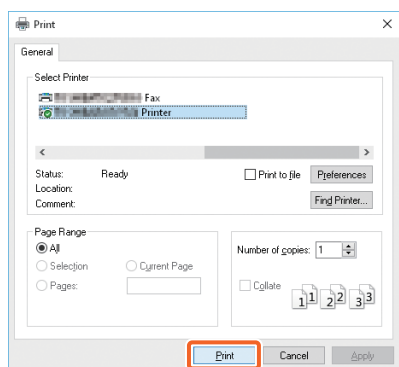 Print
General
Select Printer
Fax
Printer
Status: Ready
Location:
Comment:
Print to file
Preferences
Find Printer...
Page Range
All
Selection
Current Page
Pages:
Number of copies: 1
Collate
1 1 2 2 3 3
Print Cancel Apply